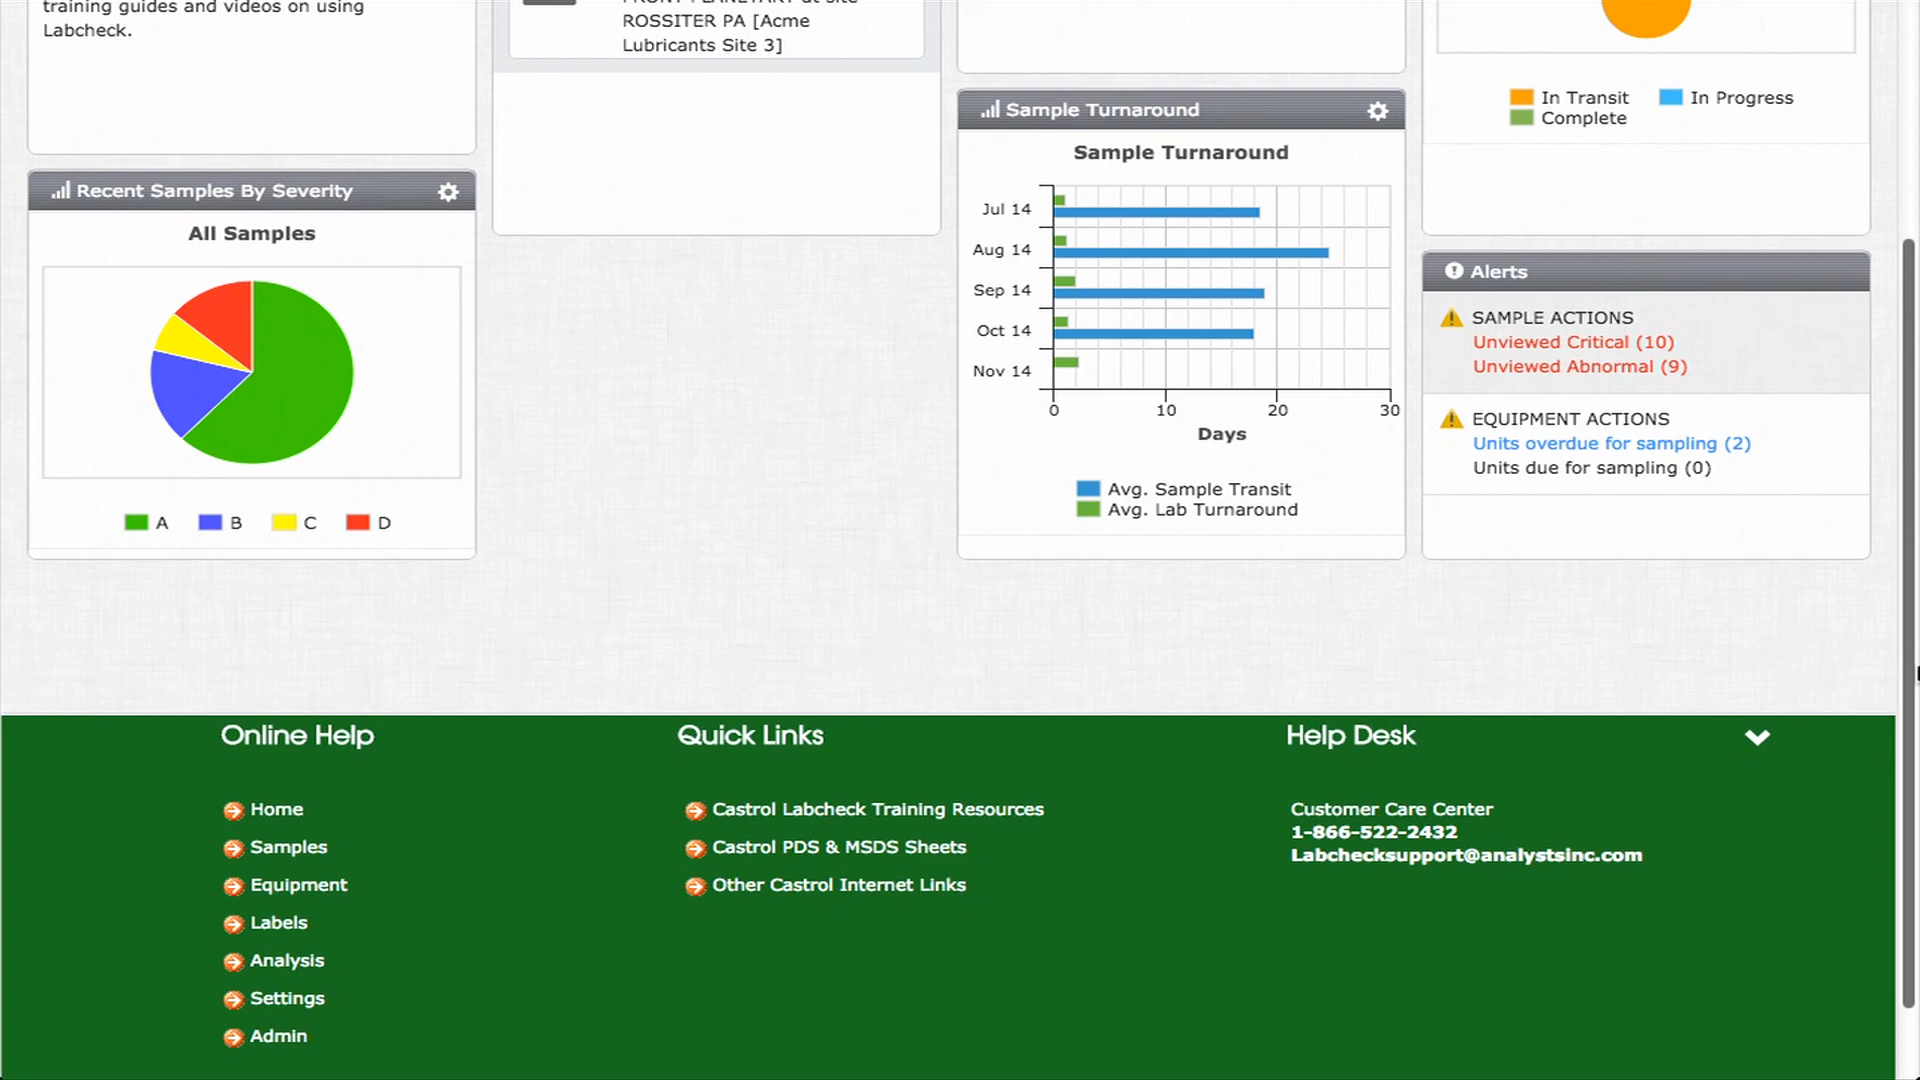 training guides and videos on using
Labcheck.
ROSSITER PA [Acme
Lubricants Site 3]
In Transit
In Progress
Complete
Sample Turnaround
Sample Turnaround
Jul 14
Aug 14
Sep 14
Oct 14
Nov 14
0 10 20 30
Days
Avg. Sample Transit
Avg. Lab Turnaround
Recent Samples By Severity
All Samples
A B C D
Alerts
SAMPLE ACTIONS
Unviewed Critical (10)
Unviewed Abnormal (9)
EQUIPMENT ACTIONS
Units overdue for sampling (2)
Units due for sampling (0)
Online Help
Home
Samples
Equipment
Labels
Analysis
Settings
Admin
Quick Links
Castrol Labcheck Training Resources
Castrol PDS & MSDS Sheets
Other Castrol Internet Links
Help Desk
Customer Care Center
1-866-522-2432
Labchecksupport@analystsinc.com